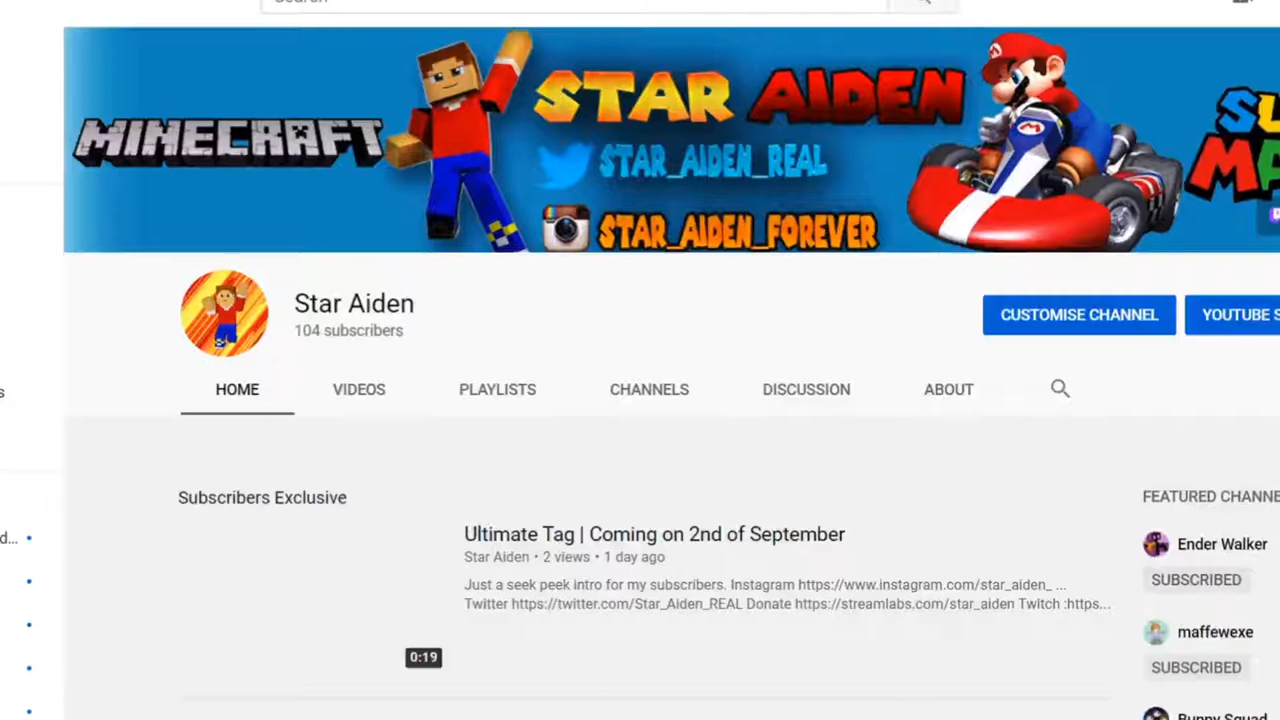 MINECRAFT
STAR AIDEN
STAR_AIDEN_REAL
STAR_AIDEN_FOREVER
Star Aiden
104 subscribers
CUSTOMISE CHANNEL
YOUTUBE S
HOME
VIDEOS
PLAYLISTS
CHANNELS
DISCUSSION
ABOUT
Subscribers Exclusive
Ultimate Tag | Coming on 2nd of September
Star Aiden • 2 views • 1 day ago
Just a seek peek intro for my subscribers. Instagram https://www.instagram.com/star_aiden_ ...
Twitter https://twitter.com/Star_Aiden_REAL Donate https://streamlabs.com/star_aiden Twitch :https...
0:19
FEATURED CHANNE
Ender Walker
SUBSCRIBED
maffewexe
SUBSCRIBED
Bunny Squad